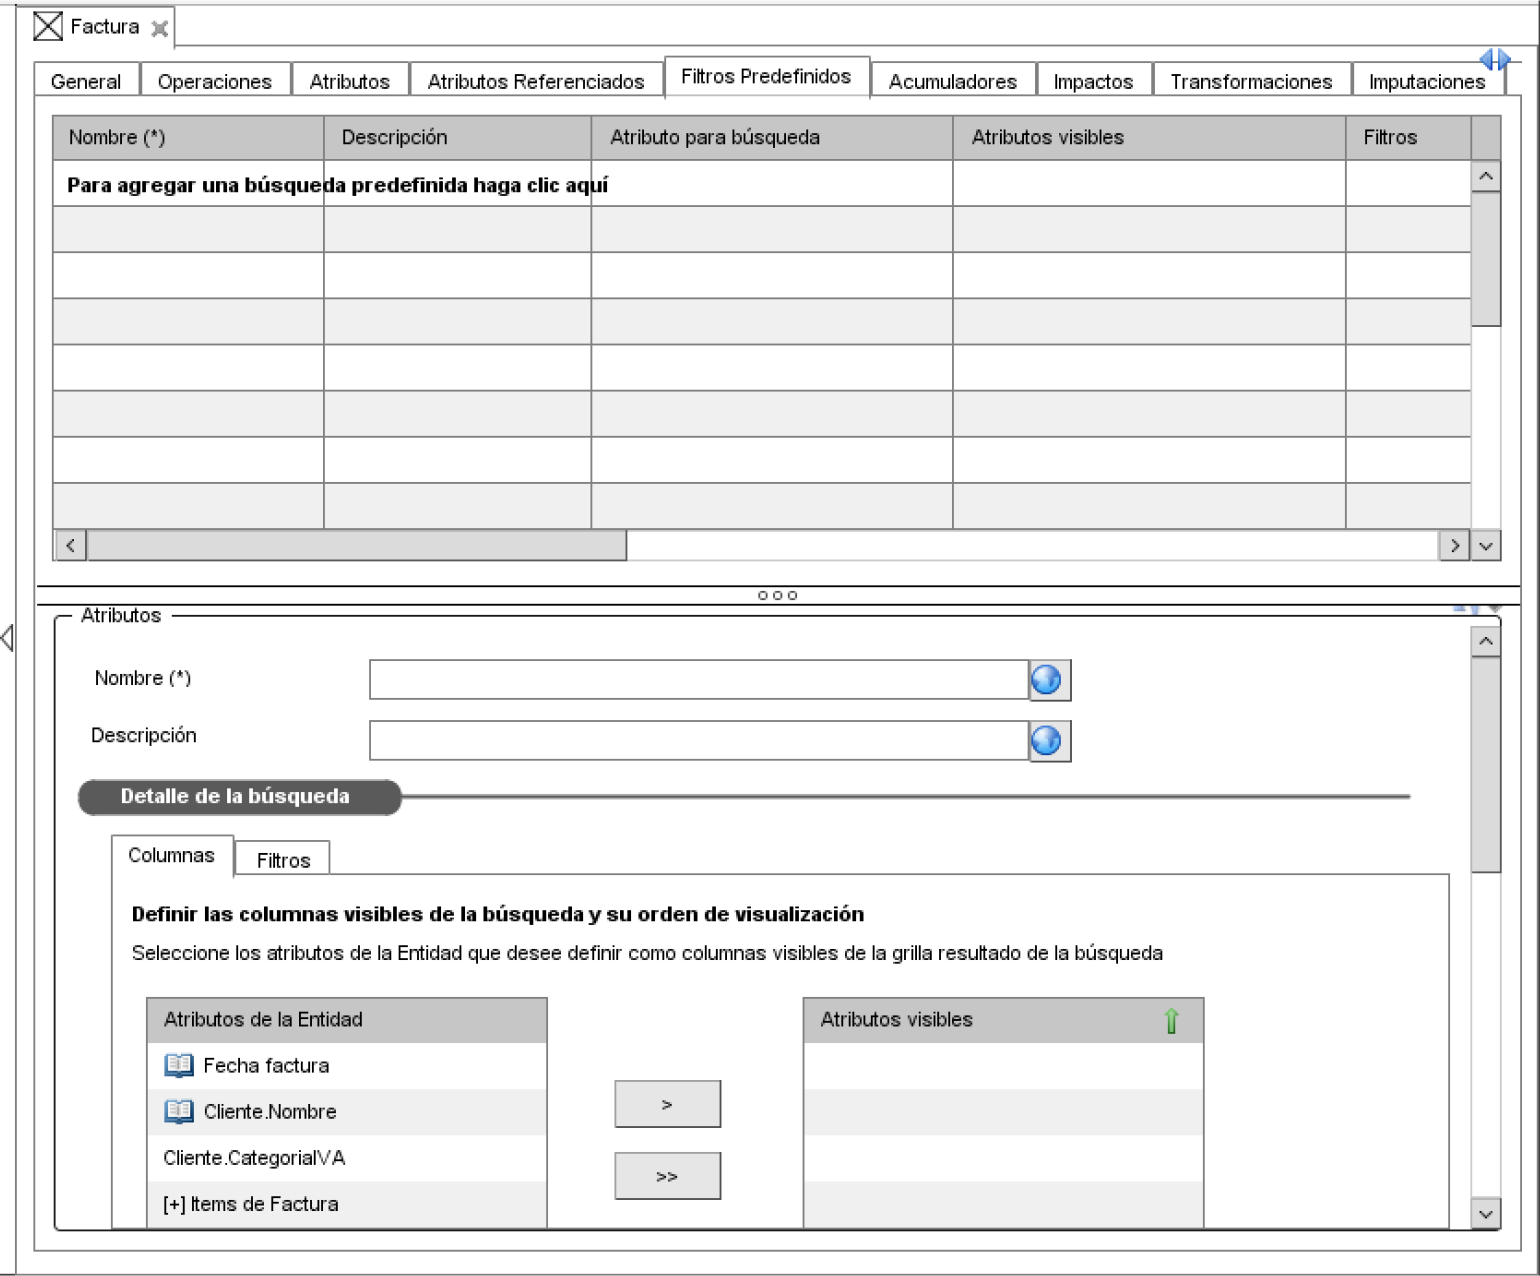 Factura
General Operaciones Atributos Atributos Referenciados Filtros Predefinidos Acumuladores Impactos Transformaciones Imputaciones
Nombre (*) Descripción Atributo para búsqueda Atributos visibles Filtros
Para agregar una búsqueda predefinida haga clic aquí
Atributos
Nombre (*)
Descripción
Detalle de la búsqueda
Columnas Filtros
Definir las columnas visibles de la búsqueda y su orden de visualización
Seleccione los atributos de la Entidad que desee definir como columnas visibles de la grilla resultado de la búsqueda
Atributos de la Entidad Atributos visibles
Fecha factura
Cliente.Nombre
>
Cliente.CategoriaIVA
>>
[+] Items de Factura